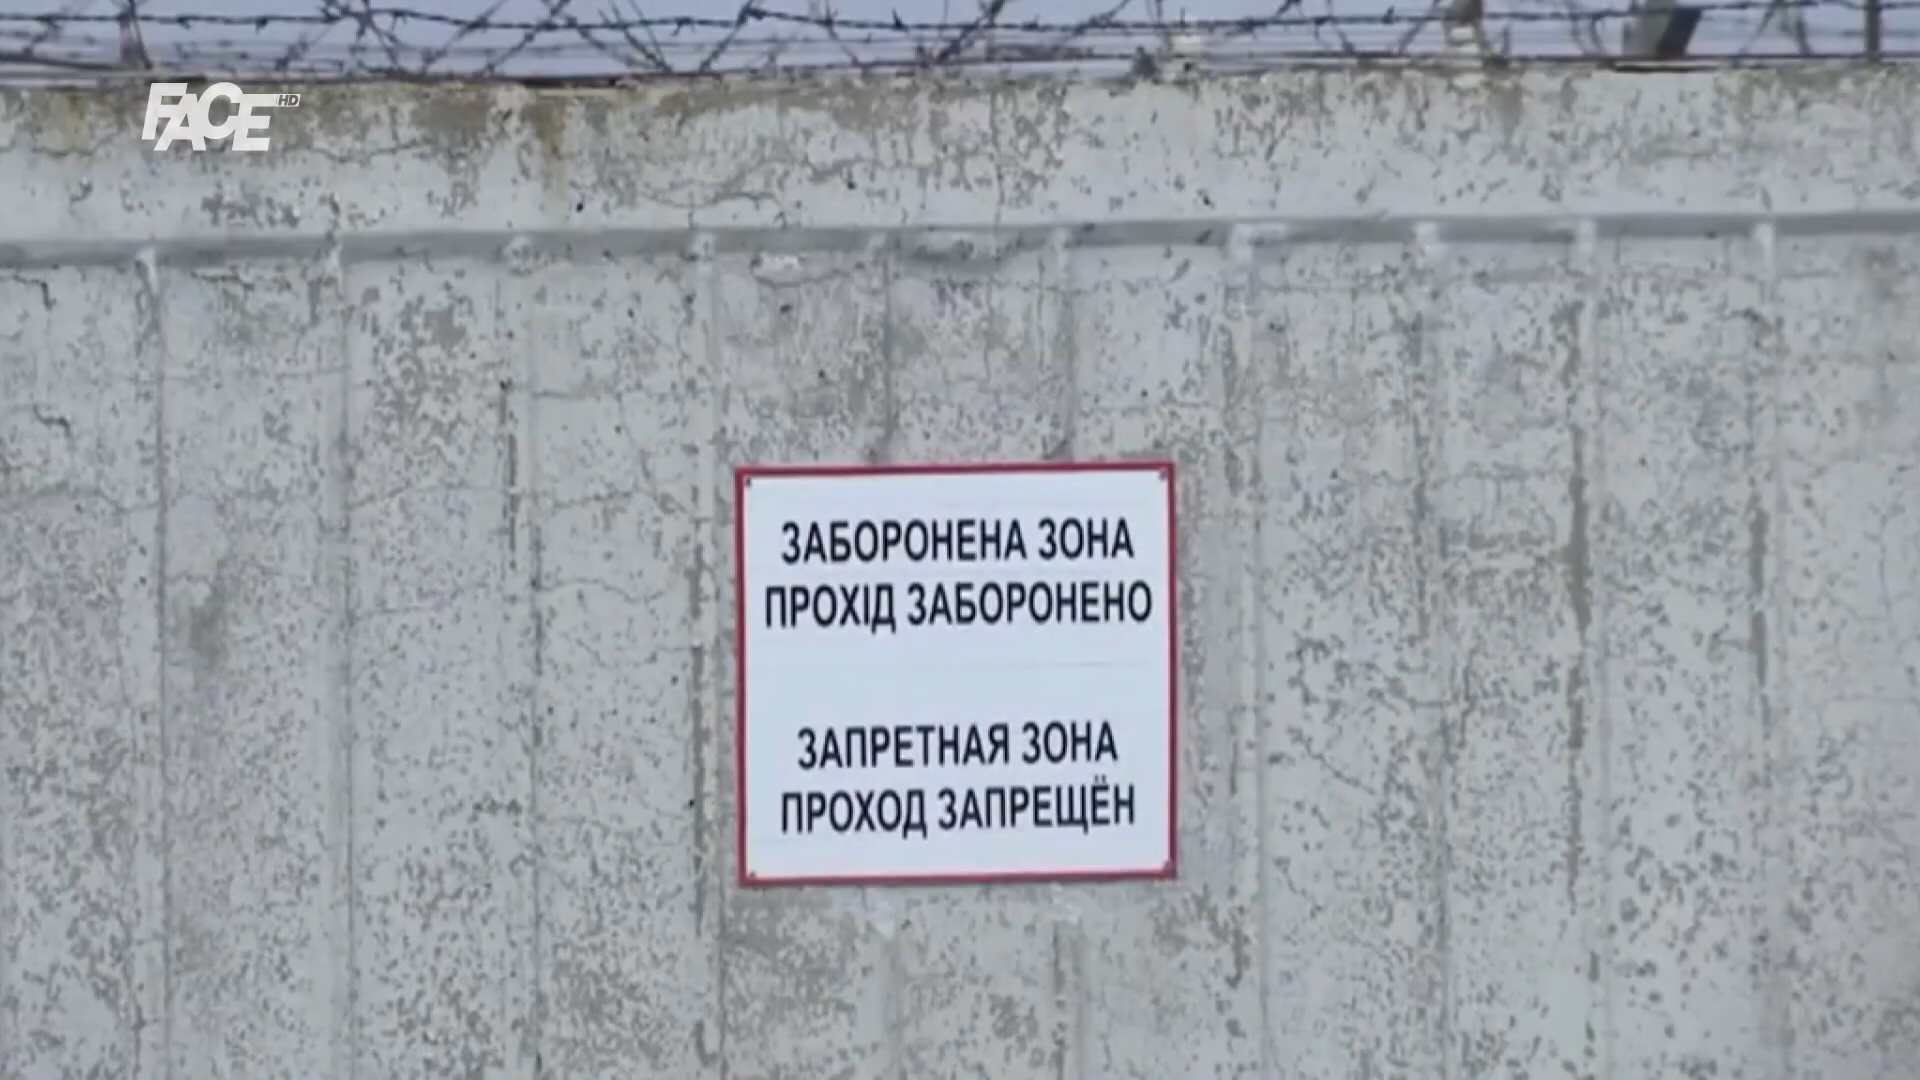 FACE HD
ЗАБОРОНЕНА ЗОНА
ПРОХІД ЗАБОРОНЕНО
ЗАПРЕТНАЯ ЗОНА
ПРОХОД ЗАПРЕЩЁН